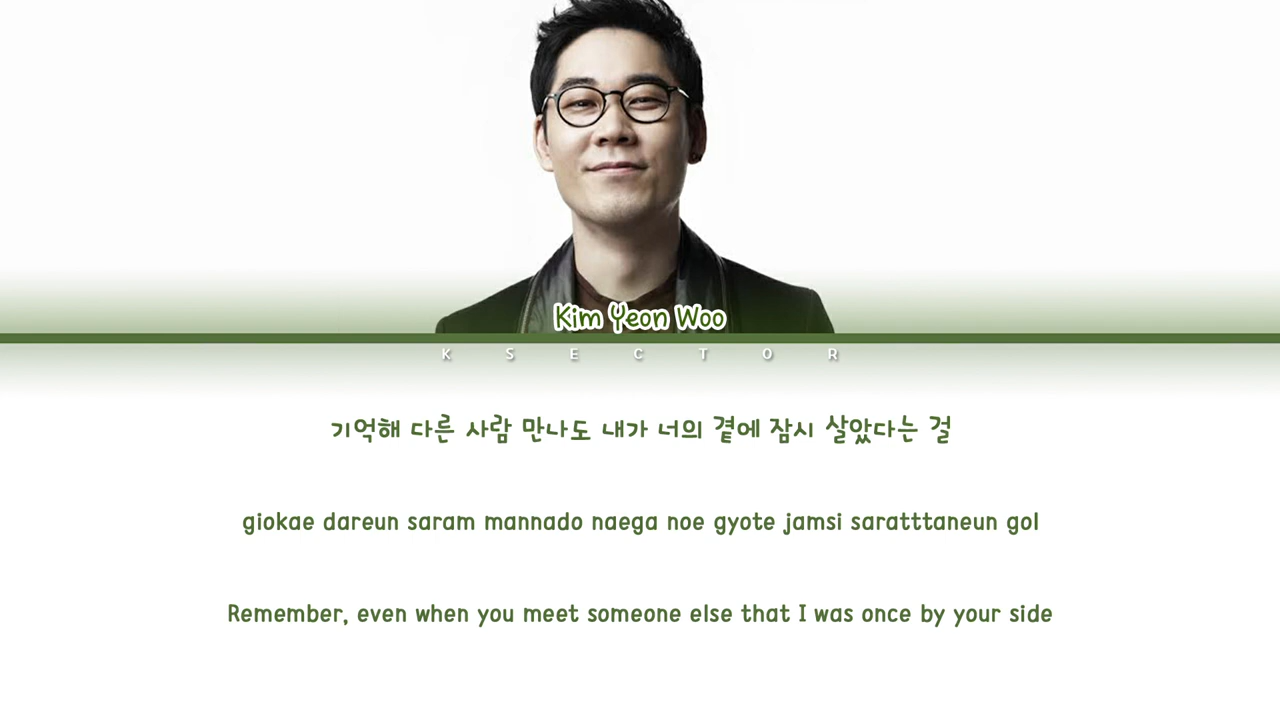 Kim Yeon Woo
K S E C T O R
기억해 다른 사람 만나도 내가 너의 곁에 잠시 살았다는 걸
giokae dareun saram mannado naega noe gyote jamsi saratttaneun gol
Remember, even when you meet someone else that I was once by your side